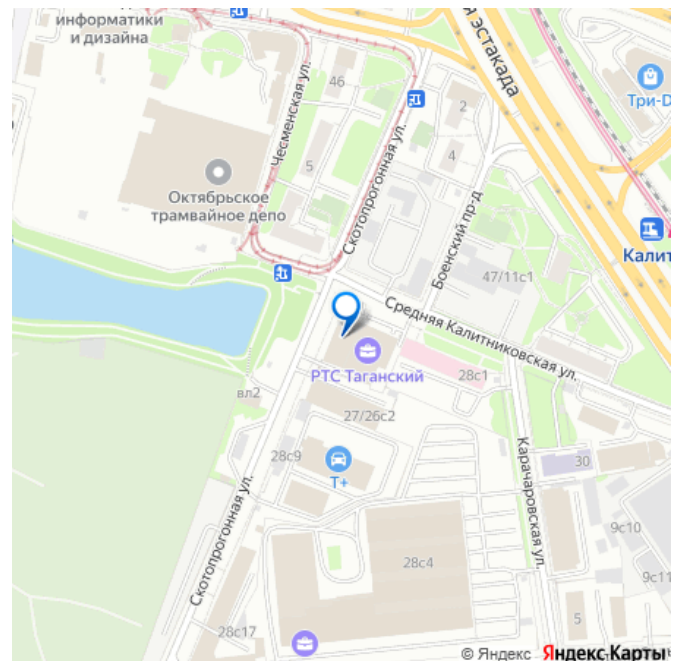 информатики
и дизайна
Чесменская ул.
46
5
Скотопрогонная ул.
2
4
я эстакада
Три-D
Октябрьское
трамвайное депо
Боенский пр-д
Калит
47/11с1
Средняя Калитниковская ул.
РТС Таганский
28с1
вл2
27/26с2
28с9
Т+
Карачаровская ул.
30
Скотопрогонная ул.
9с10
28с4
9с11
5
28с17
© Яндекс Яндекс Карты